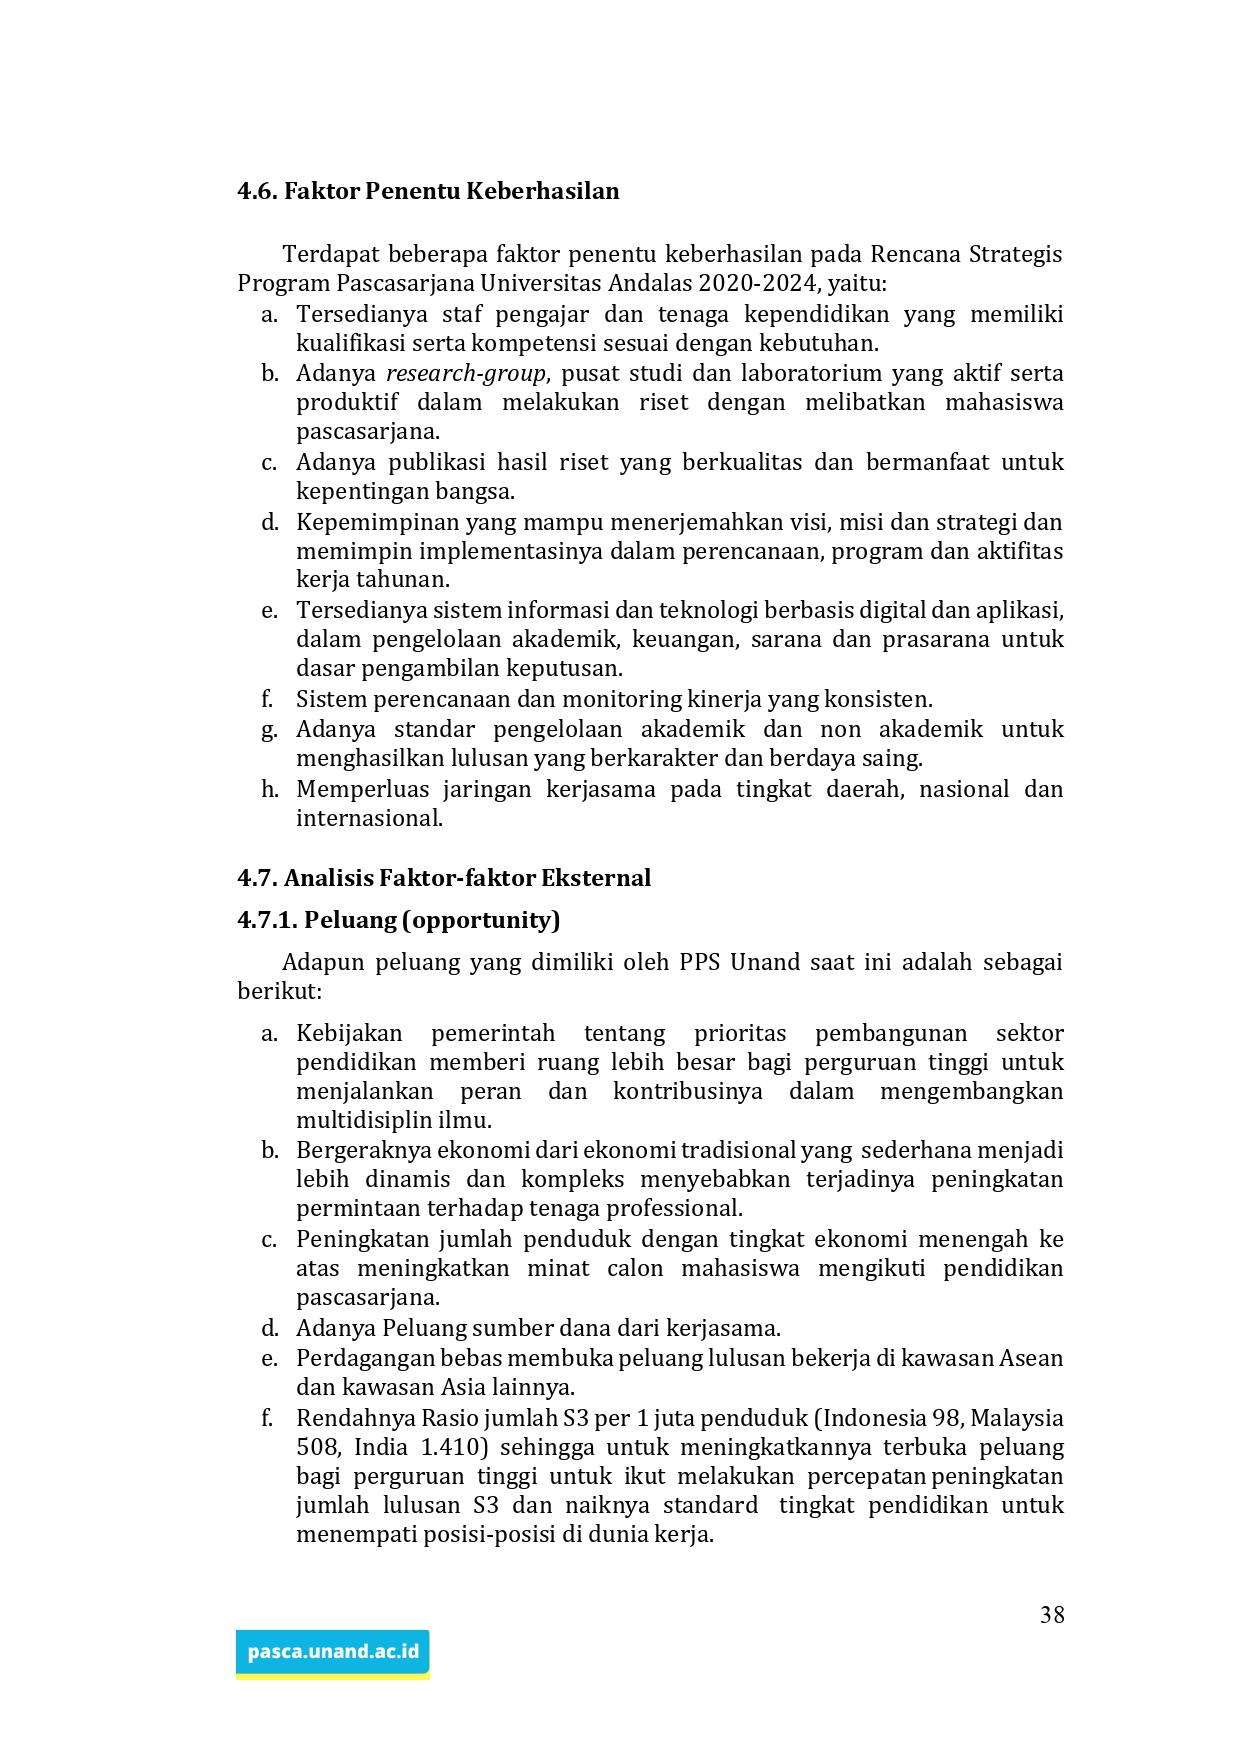 4.6. Faktor Penentu Keberhasilan
Terdapat beberapa faktor penentu keberhasilan pada Rencana Strategis
Program Pascasarjana Universitas Andalas 2020-2024, yaitu:
a. Tersedianya staf pengajar dan tenaga kependidikan yang memiliki
kualifikasi serta kompetensi sesuai dengan kebutuhan.
b. Adanya research-group, pusat studi dan laboratorium yang aktif serta
produktif dalam melakukan riset dengan melibatkan mahasiswa
pascasarjana.
c. Adanya publikasi hasil riset yang berkualitas dan bermanfaat untuk
kepentingan bangsa.
d. Kepemimpinan yang mampu menerjemahkan visi, misi dan strategi dan
memimpin implementasinya dalam perencanaan, program dan aktifitas
kerja tahunan.
e. Tersedianya sistem informasi dan teknologi berbasis digital dan aplikasi,
dalam pengelolaan akademik, keuangan, sarana dan prasarana untuk
dasar pengambilan keputusan.
f. Sistem perencanaan dan monitoring kinerja yang konsisten.
g. Adanya standar pengelolaan akademik dan non akademik untuk
menghasilkan lulusan yang berkarakter dan berdaya saing.
h. Memperluas jaringan kerjasama pada tingkat daerah, nasional dan
internasional.
4.7. Analisis Faktor-faktor Eksternal
4.7.1. Peluang (opportunity)
Adapun peluang yang dimiliki oleh PPS Unand saat ini adalah sebagai
berikut:
a. Kebijakan pemerintah tentang prioritas pembangunan sektor
pendidikan memberi ruang lebih besar bagi perguruan tinggi untuk
menjalankan peran dan kontribusinya dalam mengembangkan
multidisiplin ilmu.
b. Bergeraknya ekonomi dari ekonomi tradisional yang sederhana menjadi
lebih dinamis dan kompleks menyebabkan terjadinya peningkatan
permintaan terhadap tenaga professional.
c. Peningkatan jumlah penduduk dengan tingkat ekonomi menengah ke
atas meningkatkan minat calon mahasiswa mengikuti pendidikan
pascasarjana.
d. Adanya Peluang sumber dana dari kerjasama.
e. Perdagangan bebas membuka peluang lulusan bekerja di kawasan Asean
dan kawasan Asia lainnya.
f. Rendahnya Rasio jumlah S3 per 1 juta penduduk (Indonesia 98, Malaysia
508, India 1.410) sehingga untuk meningkatkannya terbuka peluang
bagi perguruan tinggi untuk ikut melakukan percepatan peningkatan
jumlah lulusan S3 dan naiknya standard tingkat pendidikan untuk
menempati posisi-posisi di dunia kerja.
38
pasca.unand.ac.id